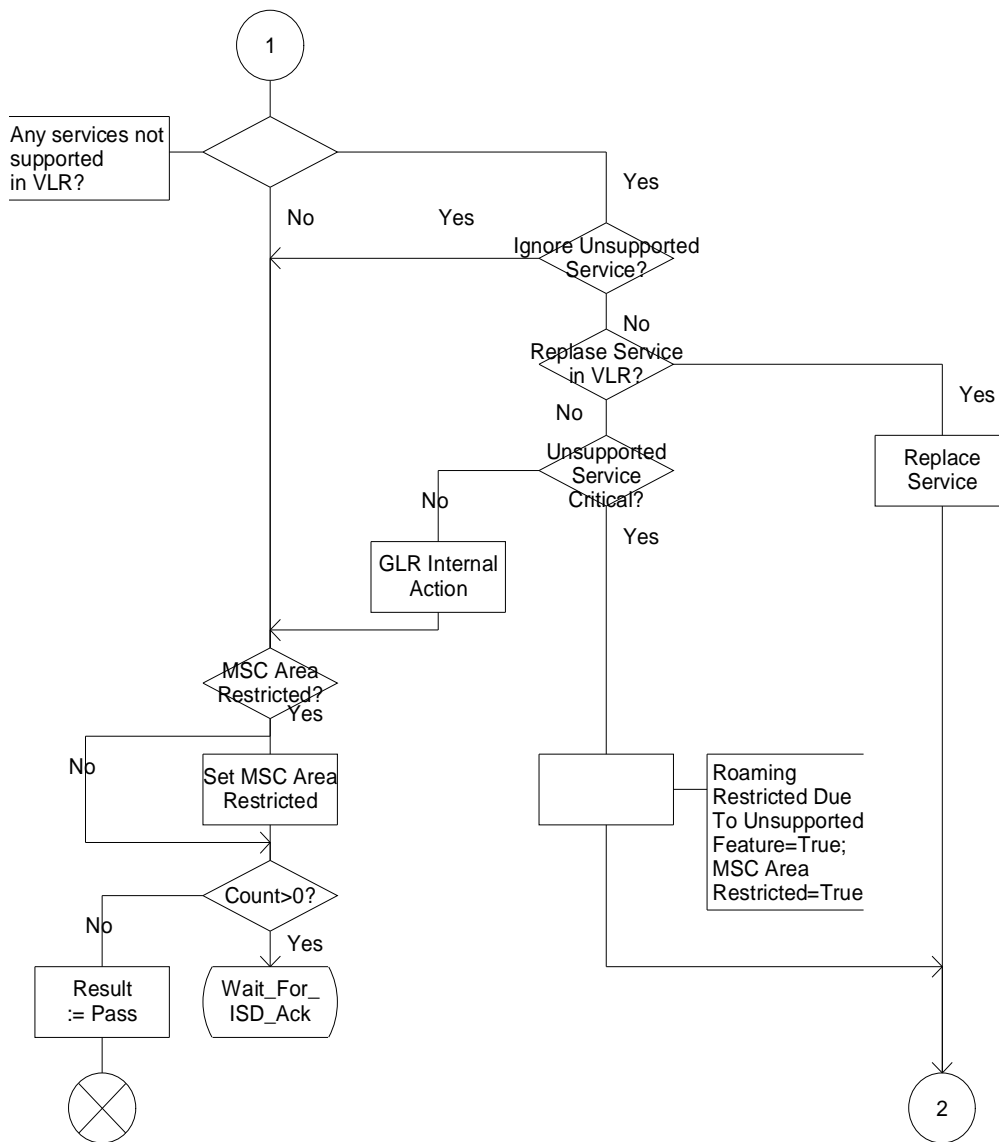 1
Any services not
supported
in VLR?
Yes
No
Yes
Ignore Unsupported
Service?
No
Replase Service
in VLR?
Yes
No
Unsupported
Service
Critical?
Replace
Service
No
Yes
GLR Internal
Action
MSC Area
Restricted?
Yes
No
Set MSC Area
Restricted
Roaming
Restricted Due
To Unsupported
Feature=True;
MSC Area
Restricted=True
Count>0?
No
Yes
Result
:= Pass
Wait_For_
ISD_Ack
2